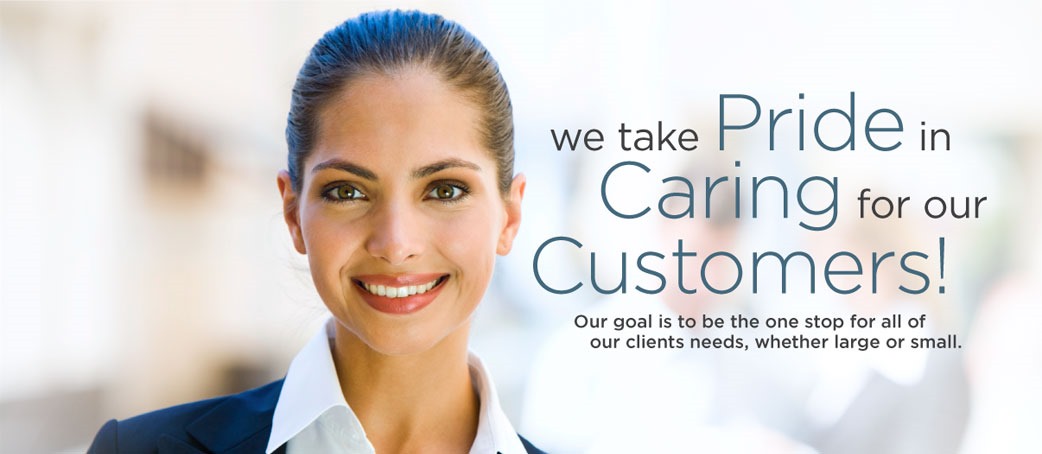 we take Pride in
Caring for our
Customers!
Our goal is to be the one stop for all of
our clients needs, whether large or small.